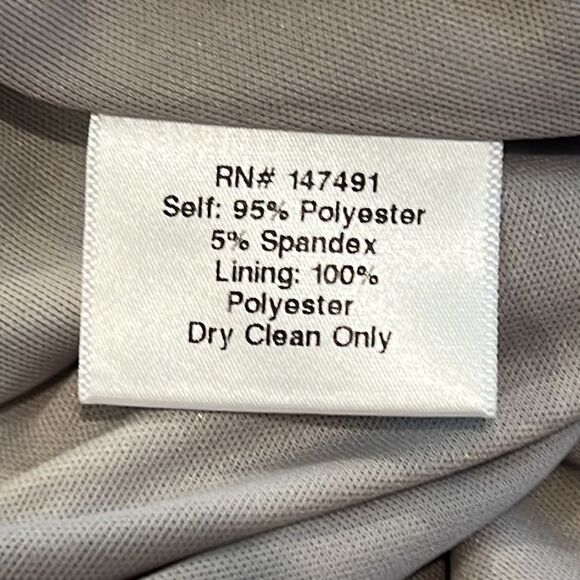 RN# 147491
Self: 95% Polyester
5% Spandex
Lining: 100%
Polyester
Dry Clean Only